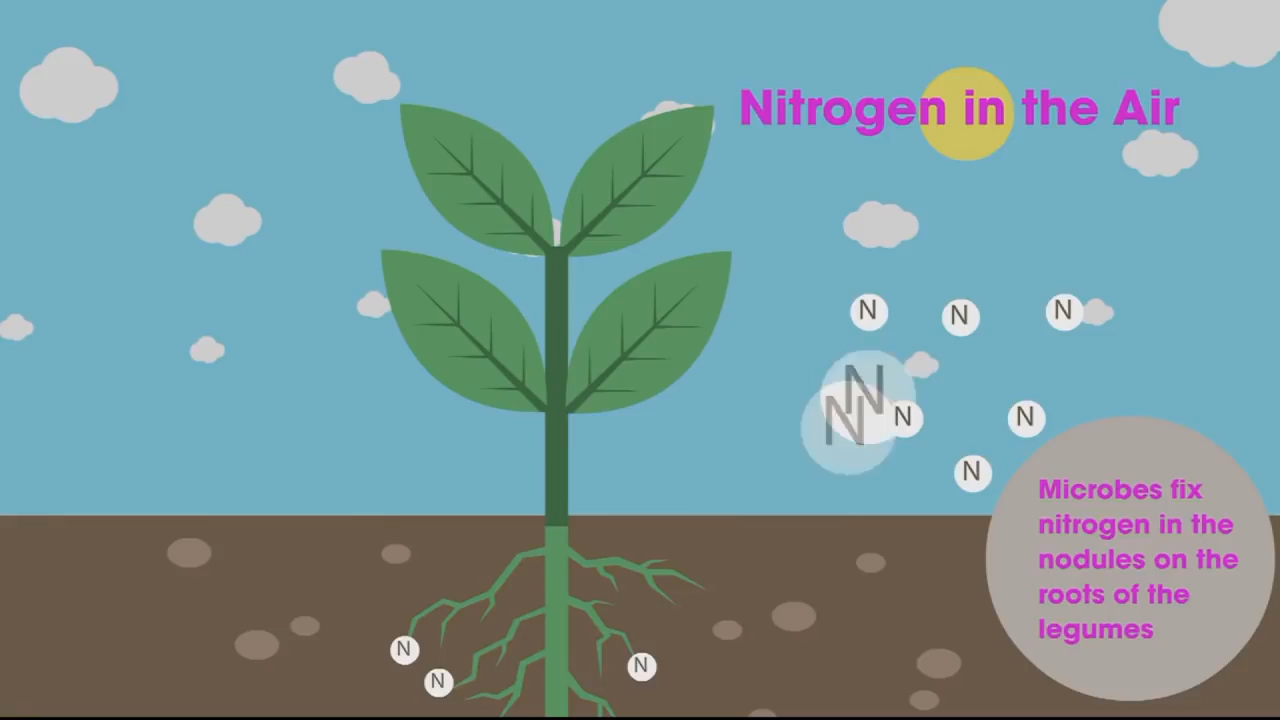 Nitrogen in the Air
N
N
N
N
N
N
N
N
Microbes fix
nitrogen in the
nodules on the
roots of the
legumes
N
N
N